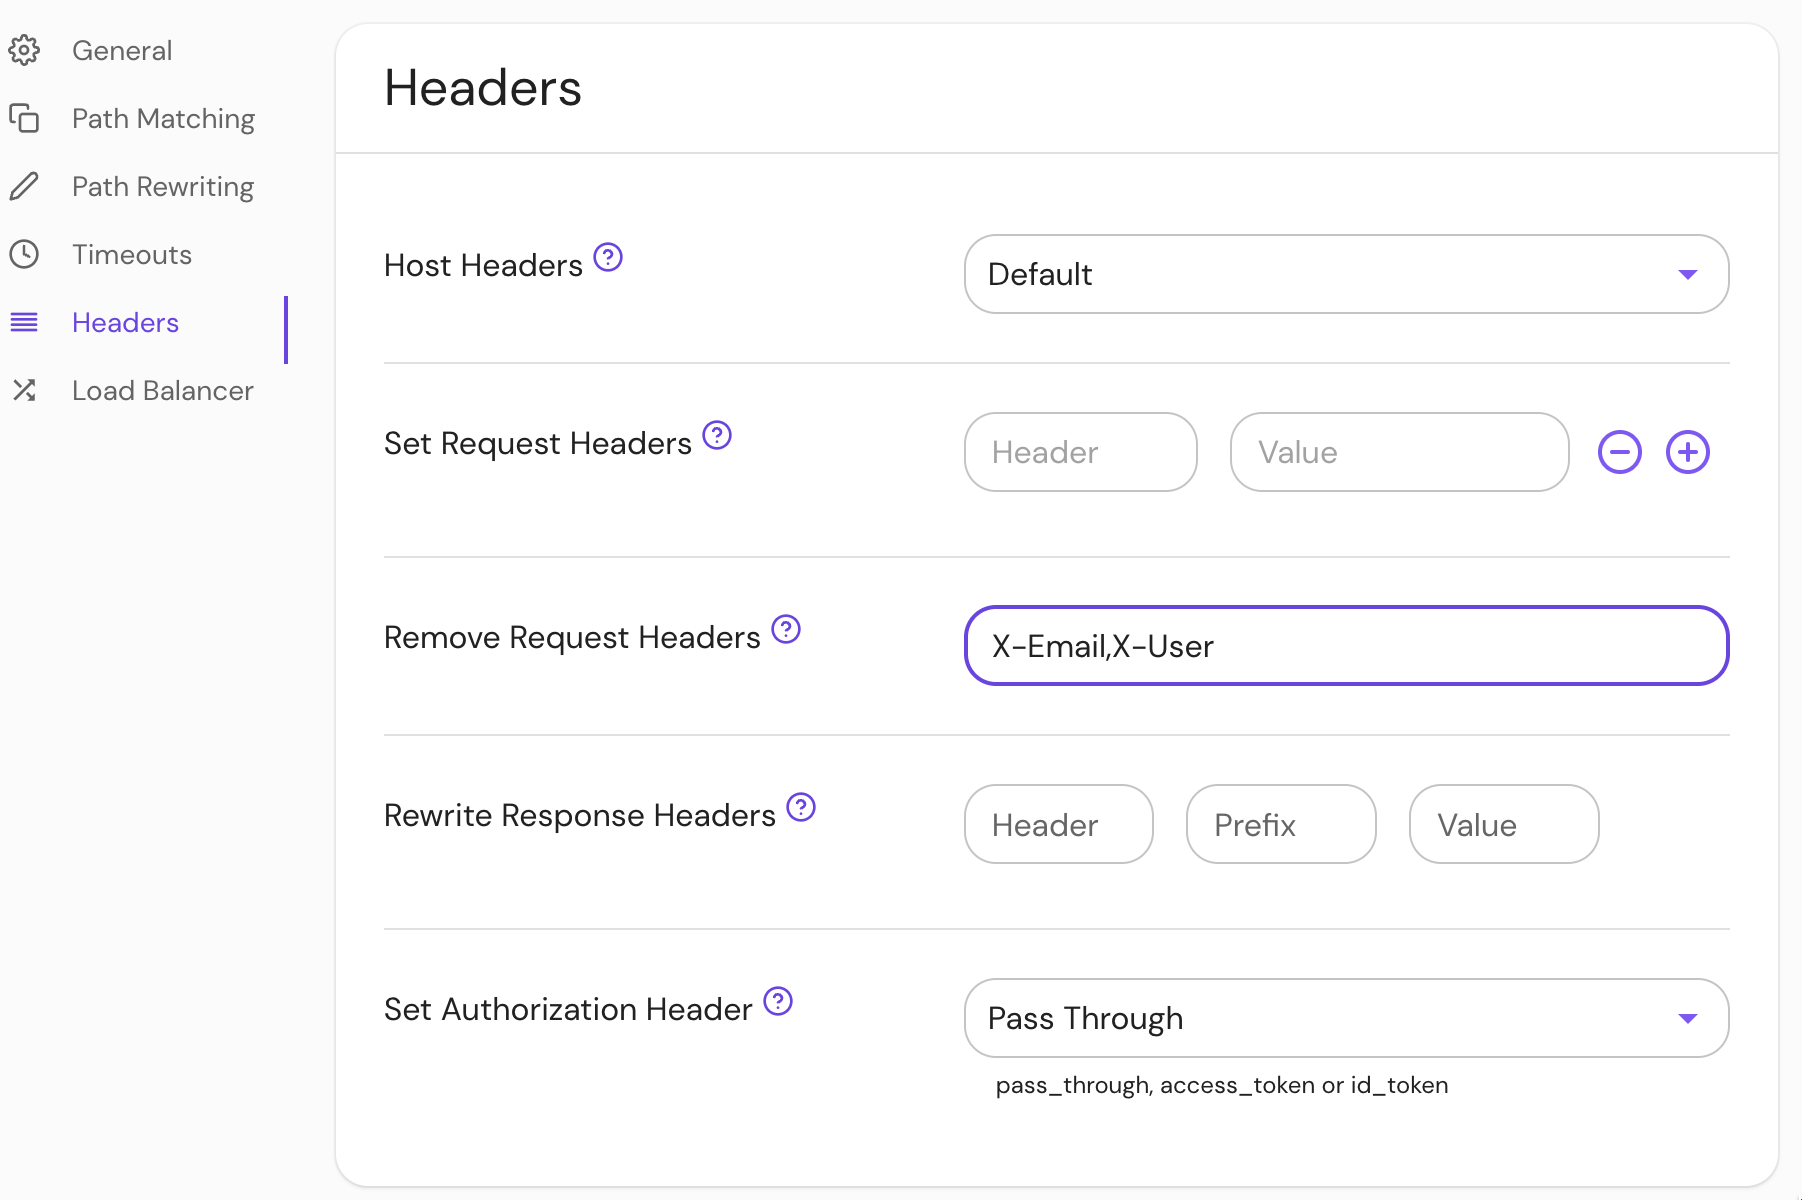 General
Path Matching
Path Rewriting
Timeouts
Headers
Load Balancer
Headers
Host Headers
Default
Set Request Headers
Header
Value
Remove Request Headers
X-Email,X-User
Rewrite Response Headers
Header
Prefix
Value
Set Authorization Header
Pass Through
pass_through, access_token or id_token